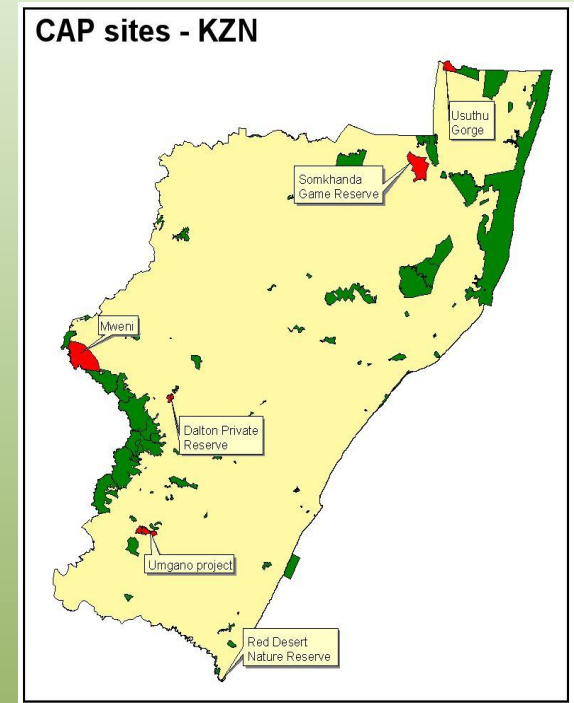 CAP sites - KZN
Usuthu
Gorge
Somkhanda
Game Reserve
Mweni
Dalton Private
Reserve
Umgano project
Red Desert
Nature Reserve